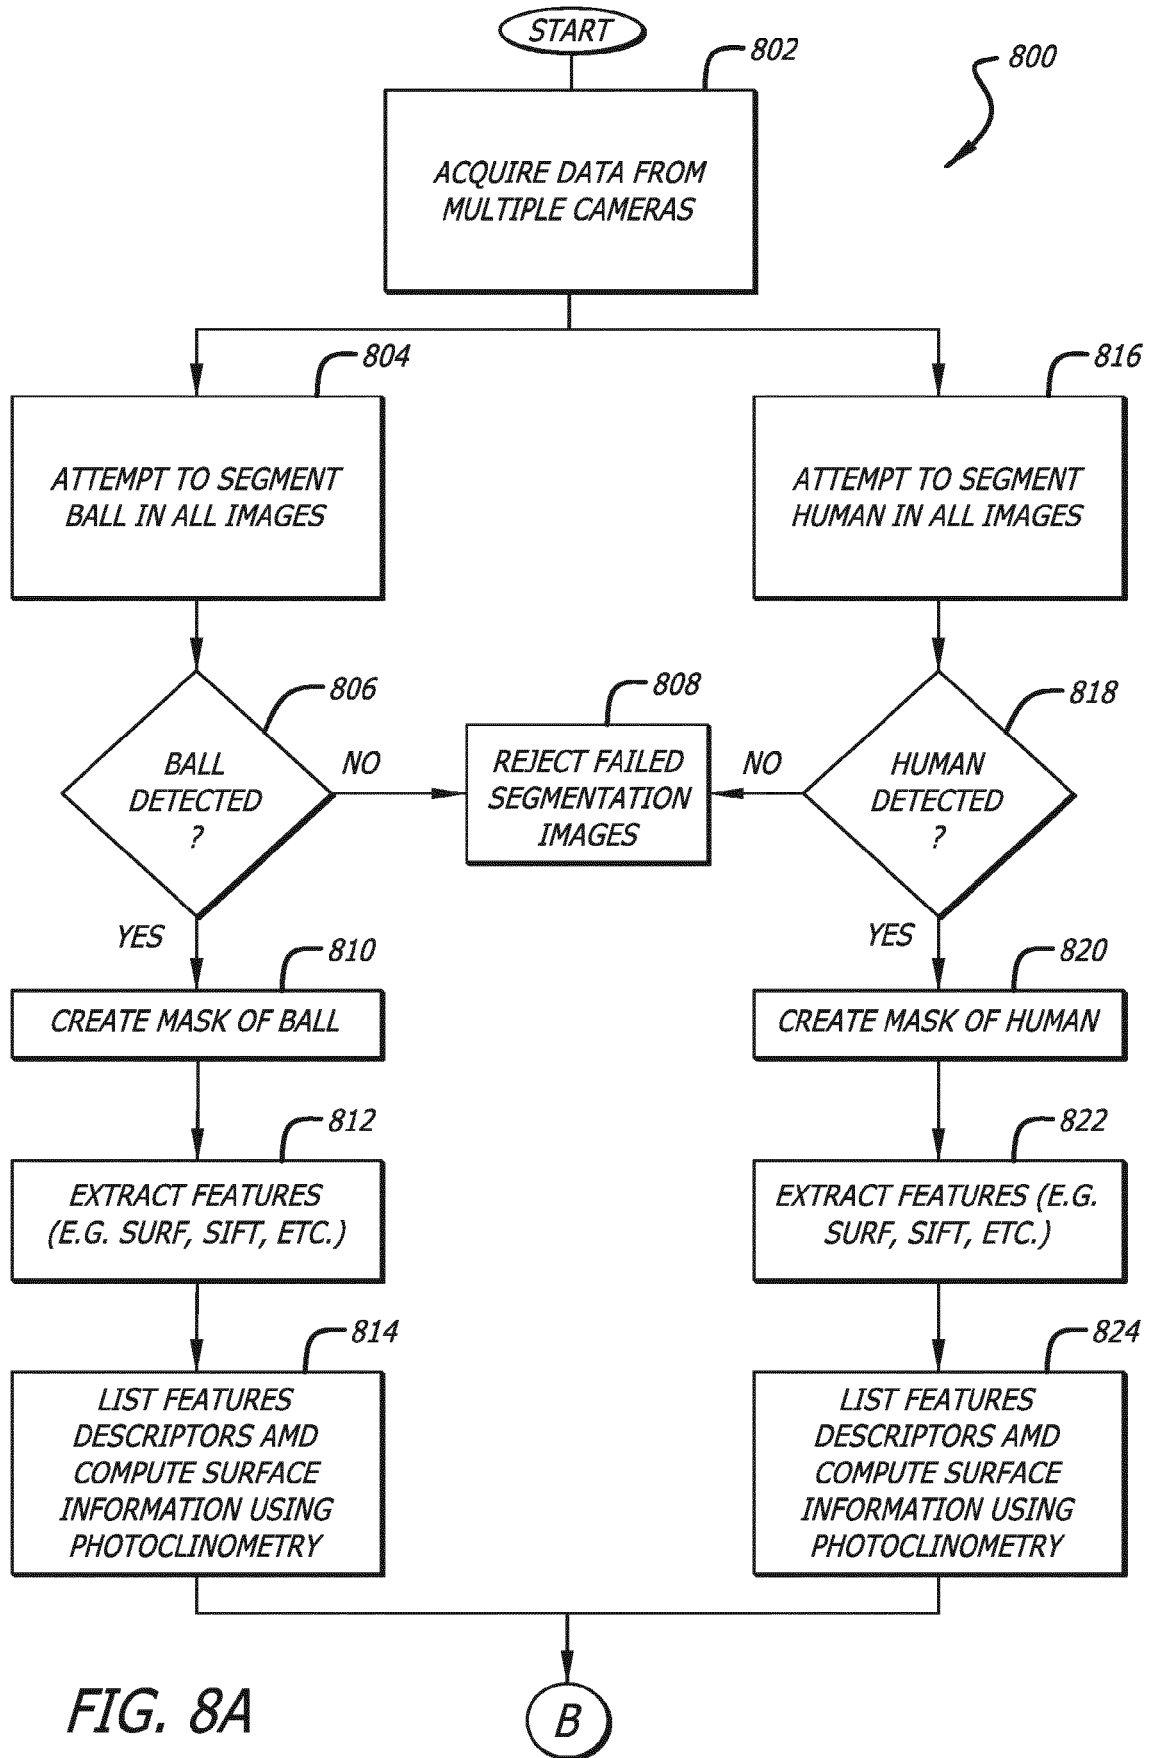 START
802
800
ACQUIRE DATA FROM
MULTIPLE CAMERAS
804
816
ATTEMPT TO SEGMENT
BALL IN ALL IMAGES
ATTEMPT TO SEGMENT
HUMAN IN ALL IMAGES
806
808
818
BALL
DETECTED
?
NO
REJECT FAILED
SEGMENTATION
IMAGES
NO
HUMAN
DETECTED
?
YES
810
YES
820
CREATE MASK OF BALL
CREATE MASK OF HUMAN
812
822
EXTRACT FEATURES
(E.G. SURF, SIFT, ETC.)
EXTRACT FEATURES (E.G.
SURF, SIFT, ETC.)
814
824
LIST FEATURES
DESCRIPTORS AMD
COMPUTE SURFACE
INFORMATION USING
PHOTOCLINOMETRY
LIST FEATURES
DESCRIPTORS AMD
COMPUTE SURFACE
INFORMATION USING
PHOTOCLINOMETRY
FIG. 8A
B